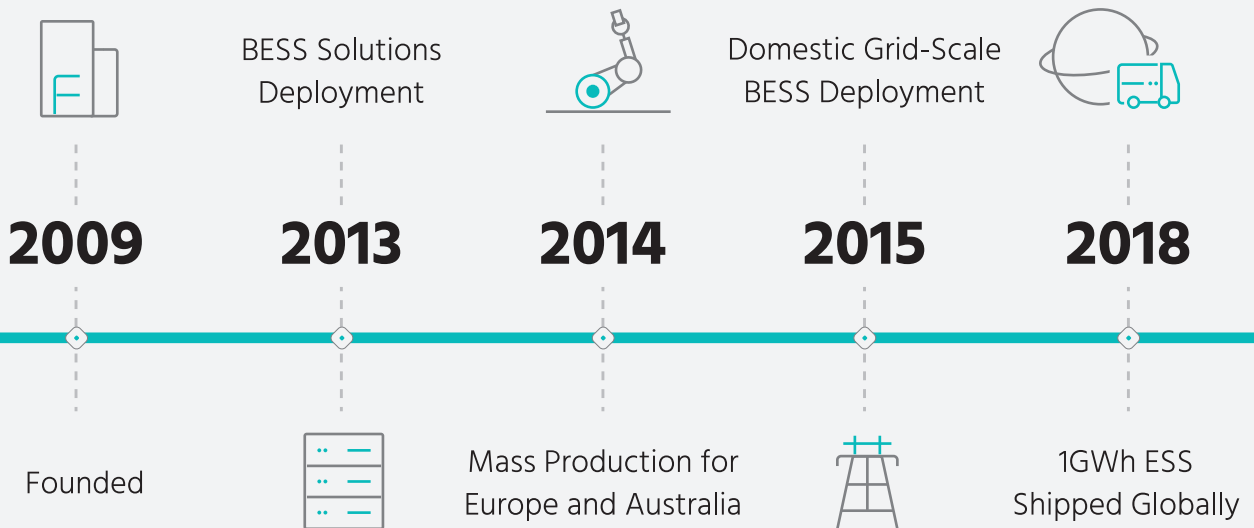 BESS Solutions
Deployment
Domestic Grid-Scale
BESS Deployment
2009
2013
2014
2015
2018
Founded
Mass Production for
Europe and Australia
1GWh ESS
Shipped Globally